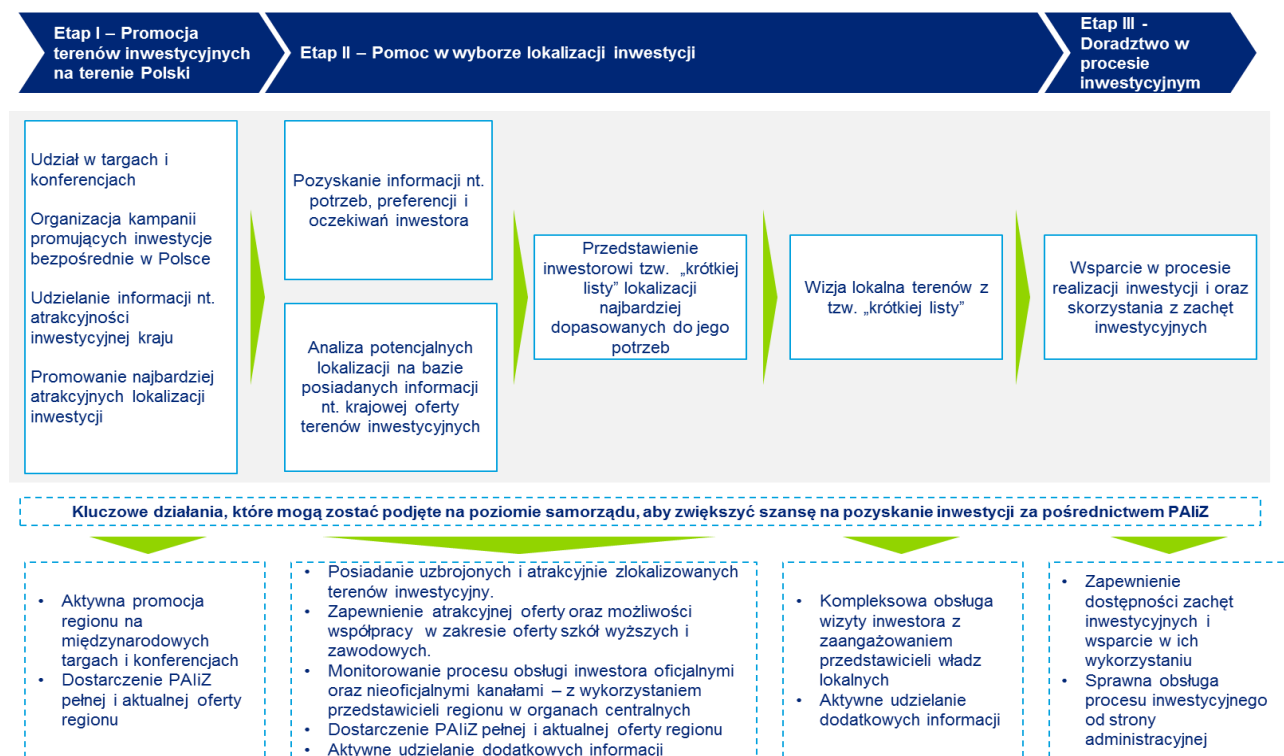 Etap I – Promocja
terenów inwestycyjnych
na terenie Polski
Etap II – Pomoc w wyborze lokalizacji inwestycji
Etap III -
Doradztwo w
procesie
inwestycyjnym
Udział w targach i
konferencjach
Organizacja kampanii
promujących inwestycje
bezpośrednie w Polsce
Udzielanie informacji nt.
atrakcyjności
inwestycyjnej kraju
Promowanie najbardziej
atrakcyjnych lokalizacji
inwestycji
Pozyskanie informacji nt.
potrzeb, preferencji i
oczekiwań inwestora
Analiza potencjalnych
lokalizacji na bazie
posiadanych informacji
nt. krajowej oferty
terenów inwestycyjnych
Przedstawienie
inwestorowi tzw. „krótkiej
listy” lokalizacji
najbardziej
dopasowanych do jego
potrzeb
Wizja lokalna terenów z
tzw. „krótkiej listy”
Wsparcie w procesie
realizacji inwestycji i oraz
skorzystania z zachęt
inwestycyjnych
Kluczowe działania, które mogą zostać podjęte na poziomie samorządu, aby zwiększyć szansę na pozyskanie inwestycji za pośrednictwem PAIiZ
• Aktywna promocja
regionu na
międzynarodowych
targach i konferencjach
• Dostarczenie PAIiZ
pełnej i aktualnej oferty
regionu
• Posiadanie uzbrojonych i atrakcyjnie zlokalizowanych
terenów inwestycyjny.
• Zapewnienie atrakcyjnej oferty oraz możliwości
współpracy w zakresie oferty szkół wyższych i
zawodowych.
• Monitorowanie procesu obsługi inwestora oficjalnymi
oraz nieoficjalnymi kanałami – z wykorzystaniem
przedstawicieli regionu w organach centralnych
• Dostarczenie PAIiZ pełnej i aktualnej oferty regionu
• Aktywne udzielanie dodatkowych informacji
• Kompleksowa obsługa
wizyty inwestora z
zaangażowaniem
przedstawicieli władz
lokalnych
• Aktywne udzielanie
dodatkowych informacji
• Zapewnienie
dostępności zachęt
inwestycyjnych i
wsparcie w ich
wykorzystaniu
• Sprawna obsługa
procesu inwestycyjnego
od strony
administracyjnej